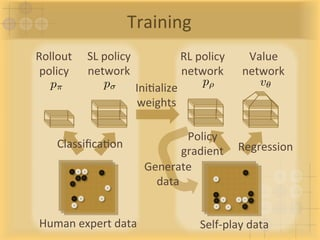 Training
Rollout
policy
pπ
SL policy
network
pσ
Initialize
weights
RL policy
network
pρ
Value
network
vθ
Classification
Policy
gradient
Regression
Generate
data
Human expert data
Self-play data